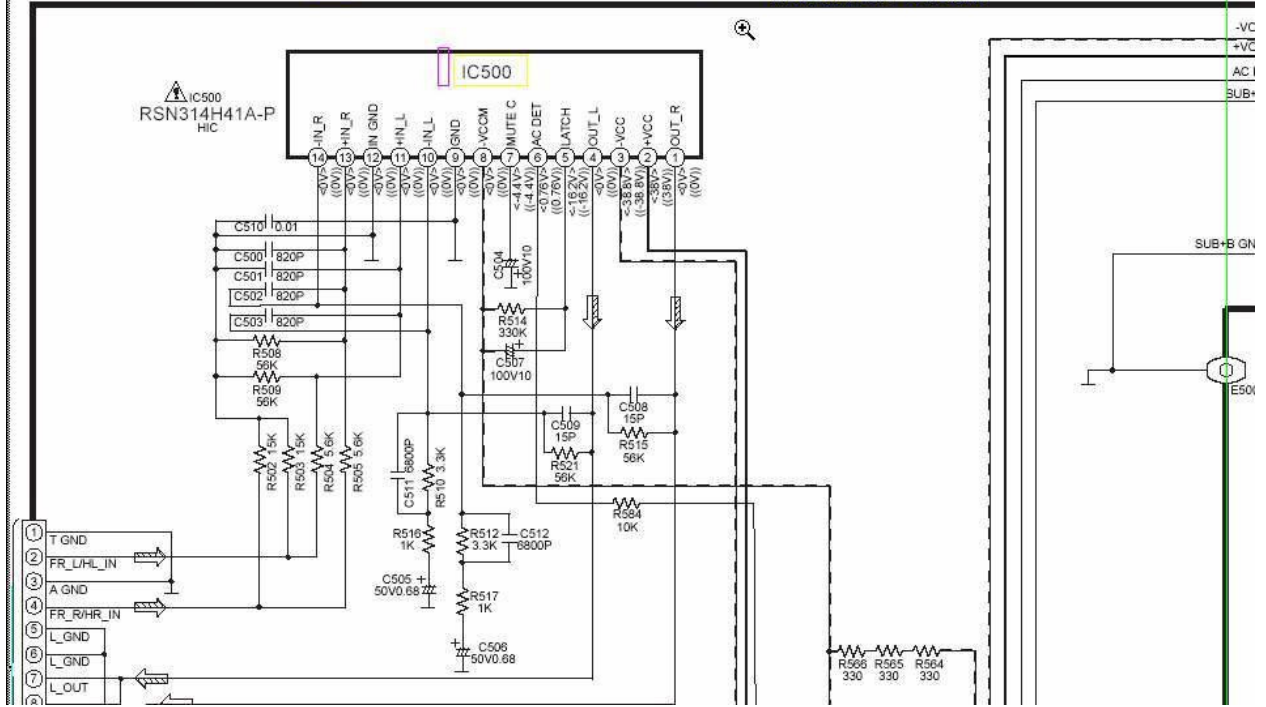 -VC
+VC
AC
SUB+
IC500
IC500
RSN314H41A-P
HIC
-IN_R
+IN_R
IN GND
+IN_L
-IN_L
GND
-VCCM
MUTE C
AC DET
LATCH
OUT_L
-VCC
+VCC
OUT_R
14 13 12 11 10 9 8 7 6 5 4 3 2 1
<0V>
((0V))
<0V>
((0V))
<0V>
((0V))
<0V>
((0V))
<0V>
((0V))
<0V>
((0V))
<0V>
((0V))
<-4.4V>
((-4.4V))
<0.76V>
((0.76V))
<-16.2V>
((-16.2V))
<0V>
((0V))
<-38.8V>
((-38.8V))
<38V>
((38V))
<0V>
((0V))
C510 0.01
C500 820P
C501 820P
C502 820P
C503 820P
R508
56K
R509
56K
C504
100V10
R514
330K
C507
100V10
SUB+B GN
E500
C508
15P
C509
15P
R515
56K
R521
56K
R502 15K
R503 15K
R504 5.6K
R505 5.6K
C511 6800P
R510 3.3K
R584
10K
R516
1K
R512
3.3K
C512
6800P
C505
50V0.68
R517
1K
C506
50V0.68
R566
330
R565
330
R564
330
1 T GND
2 FR_L/HL_IN
3 A GND
4 FR_R/HR_IN
5 L_GND
6 L_GND
7 L_OUT
8